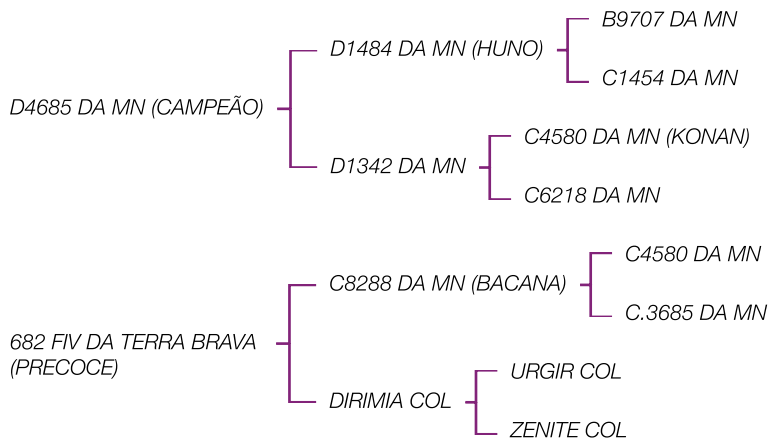 B9707 DA MN
D1484 DA MN (HUNO)
C1454 DA MN
D4685 DA MN (CAMPEÃO)
C4580 DA MN (KONAN)
D1342 DA MN
C6218 DA MN
C4580 DA MN
C8288 DA MN (BACANA)
C.3685 DA MN
682 FIV DA TERRA BRAVA
(PRECOCE)
URGIR COL
DIRIMIA COL
ZENITE COL